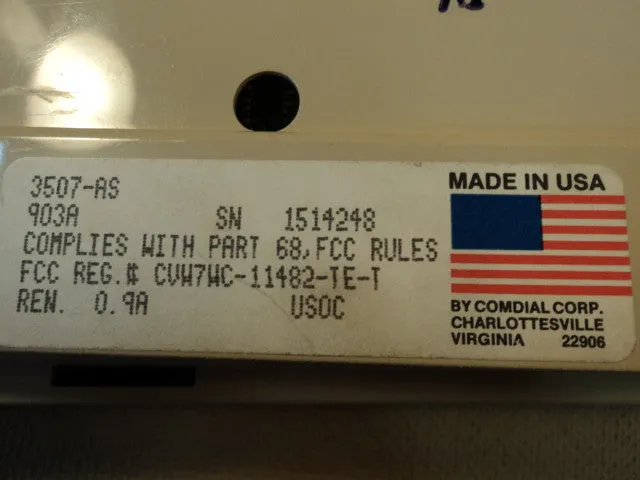 3507-AS
903A SN 1514248
COMPLIES WITH PART 68, FCC RULES
FCC REG.# CVW7WC-11482-TE-T
REN. 0.9A USOC
MADE IN USA
BY COMDIAL CORP.
CHARLOTTESVILLE
VIRGINIA 22906